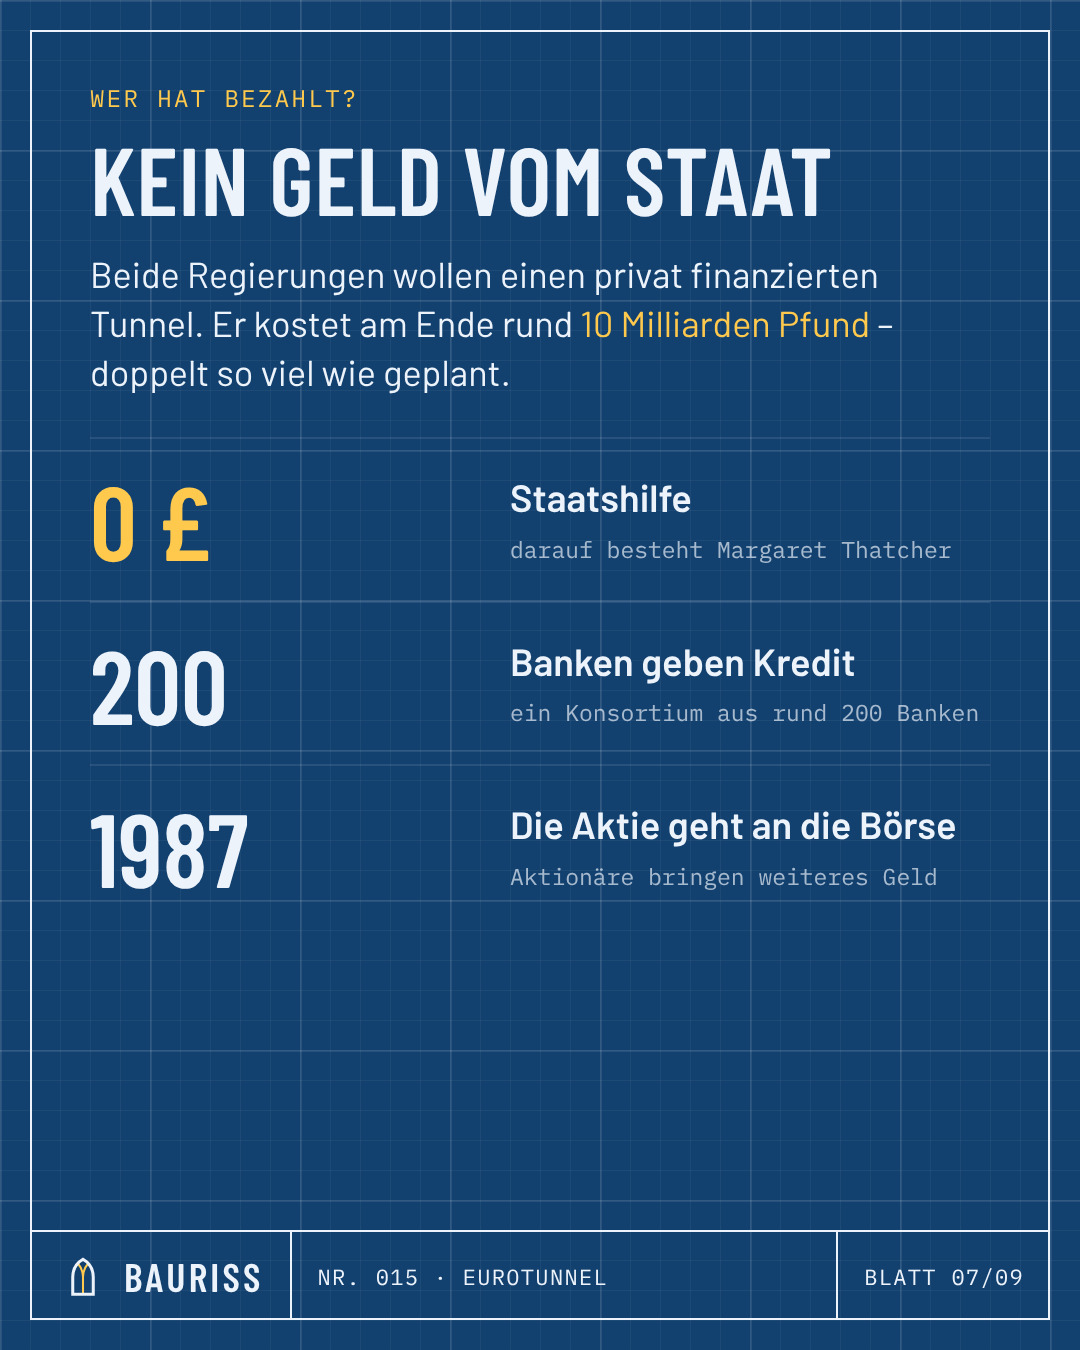 WER HAT BEZAHLT?
KEIN GELD VOM STAAT
Beide Regierungen wollen einen privat finanzierten
Tunnel. Er kostet am Ende rund 10 Milliarden Pfund –
doppelt so viel wie geplant.
0 £
Staatshilfe
darauf besteht Margaret Thatcher
200
Banken geben Kredit
ein Konsortium aus rund 200 Banken
1987
Die Aktie geht an die Börse
Aktionäre bringen weiteres Geld
BAURISS
NR. 015 · EUROTUNNEL
BLATT 07/09